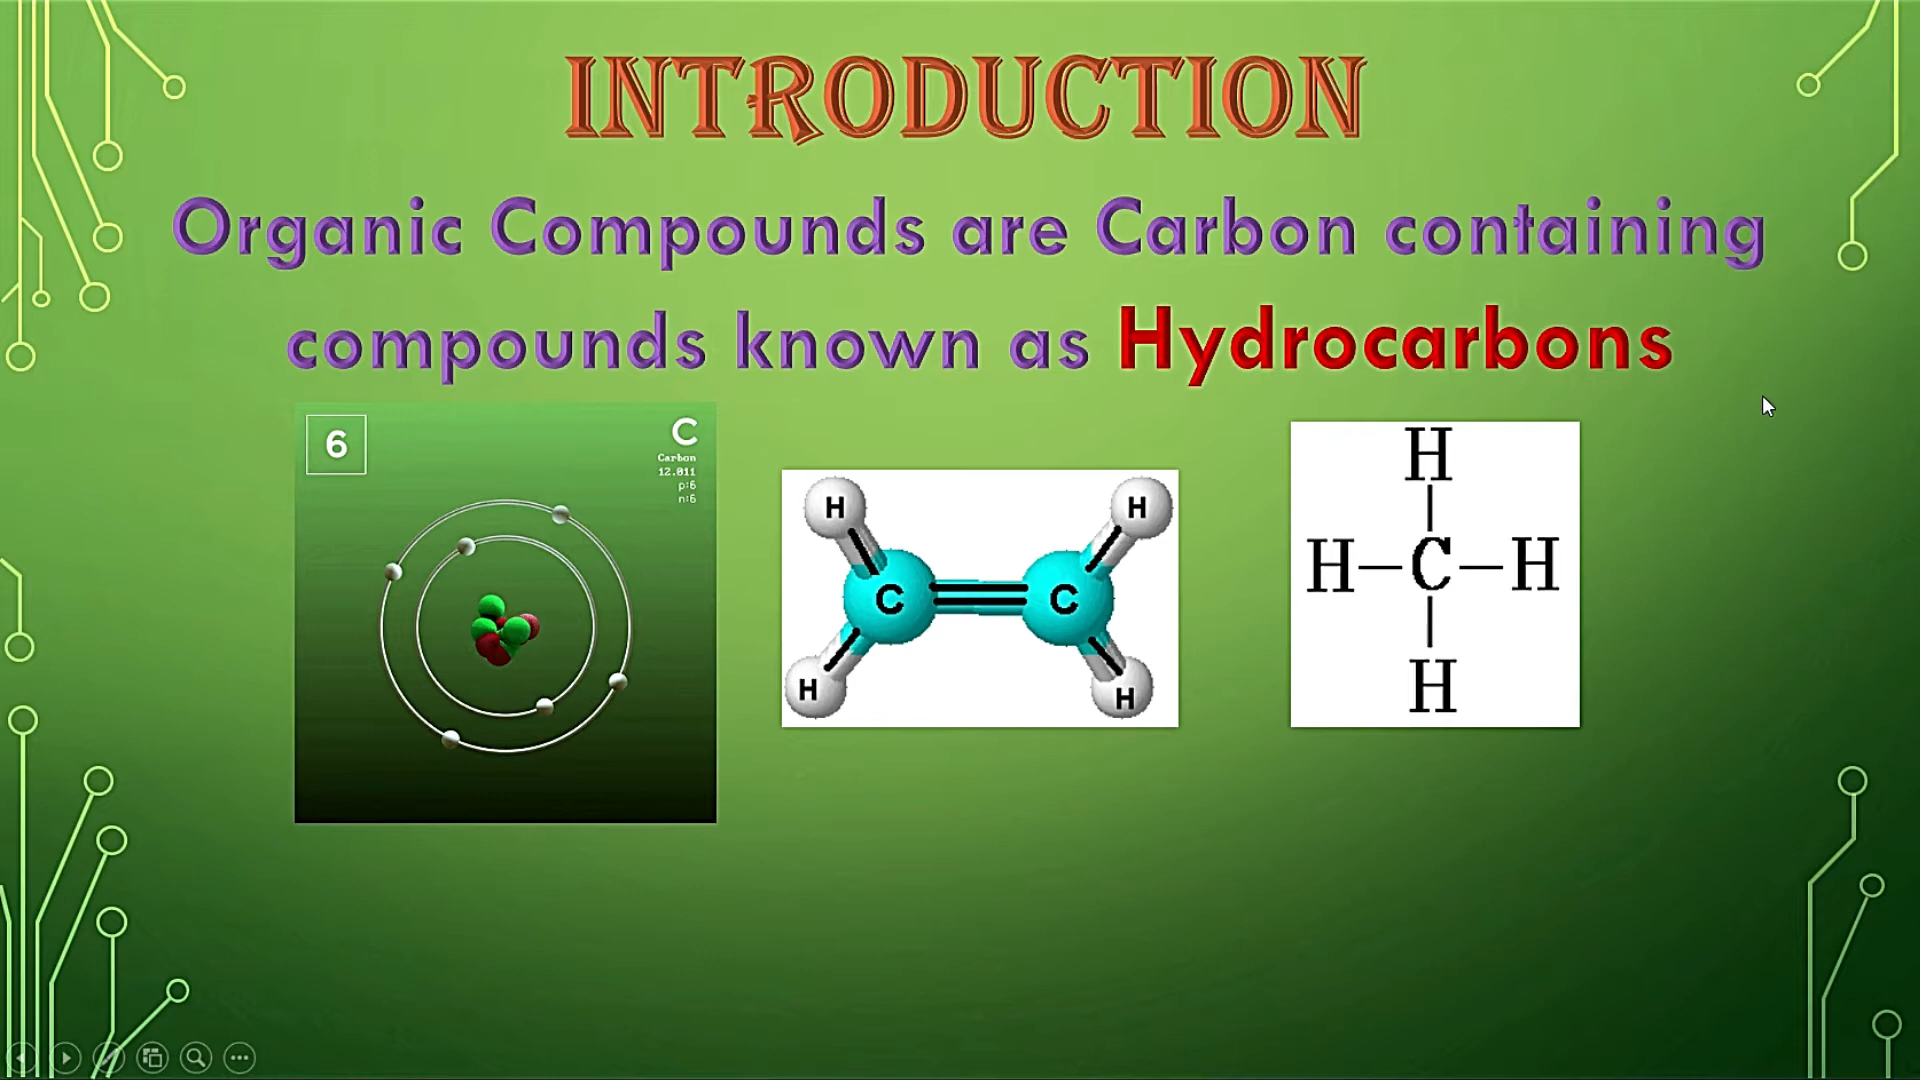 INTRODUCTION
Organic Compounds are Carbon containing
compounds known as Hydrocarbons
6
C
Carbon
12.011
p:6
n:6
H H
C C
H H
H
H C H
H